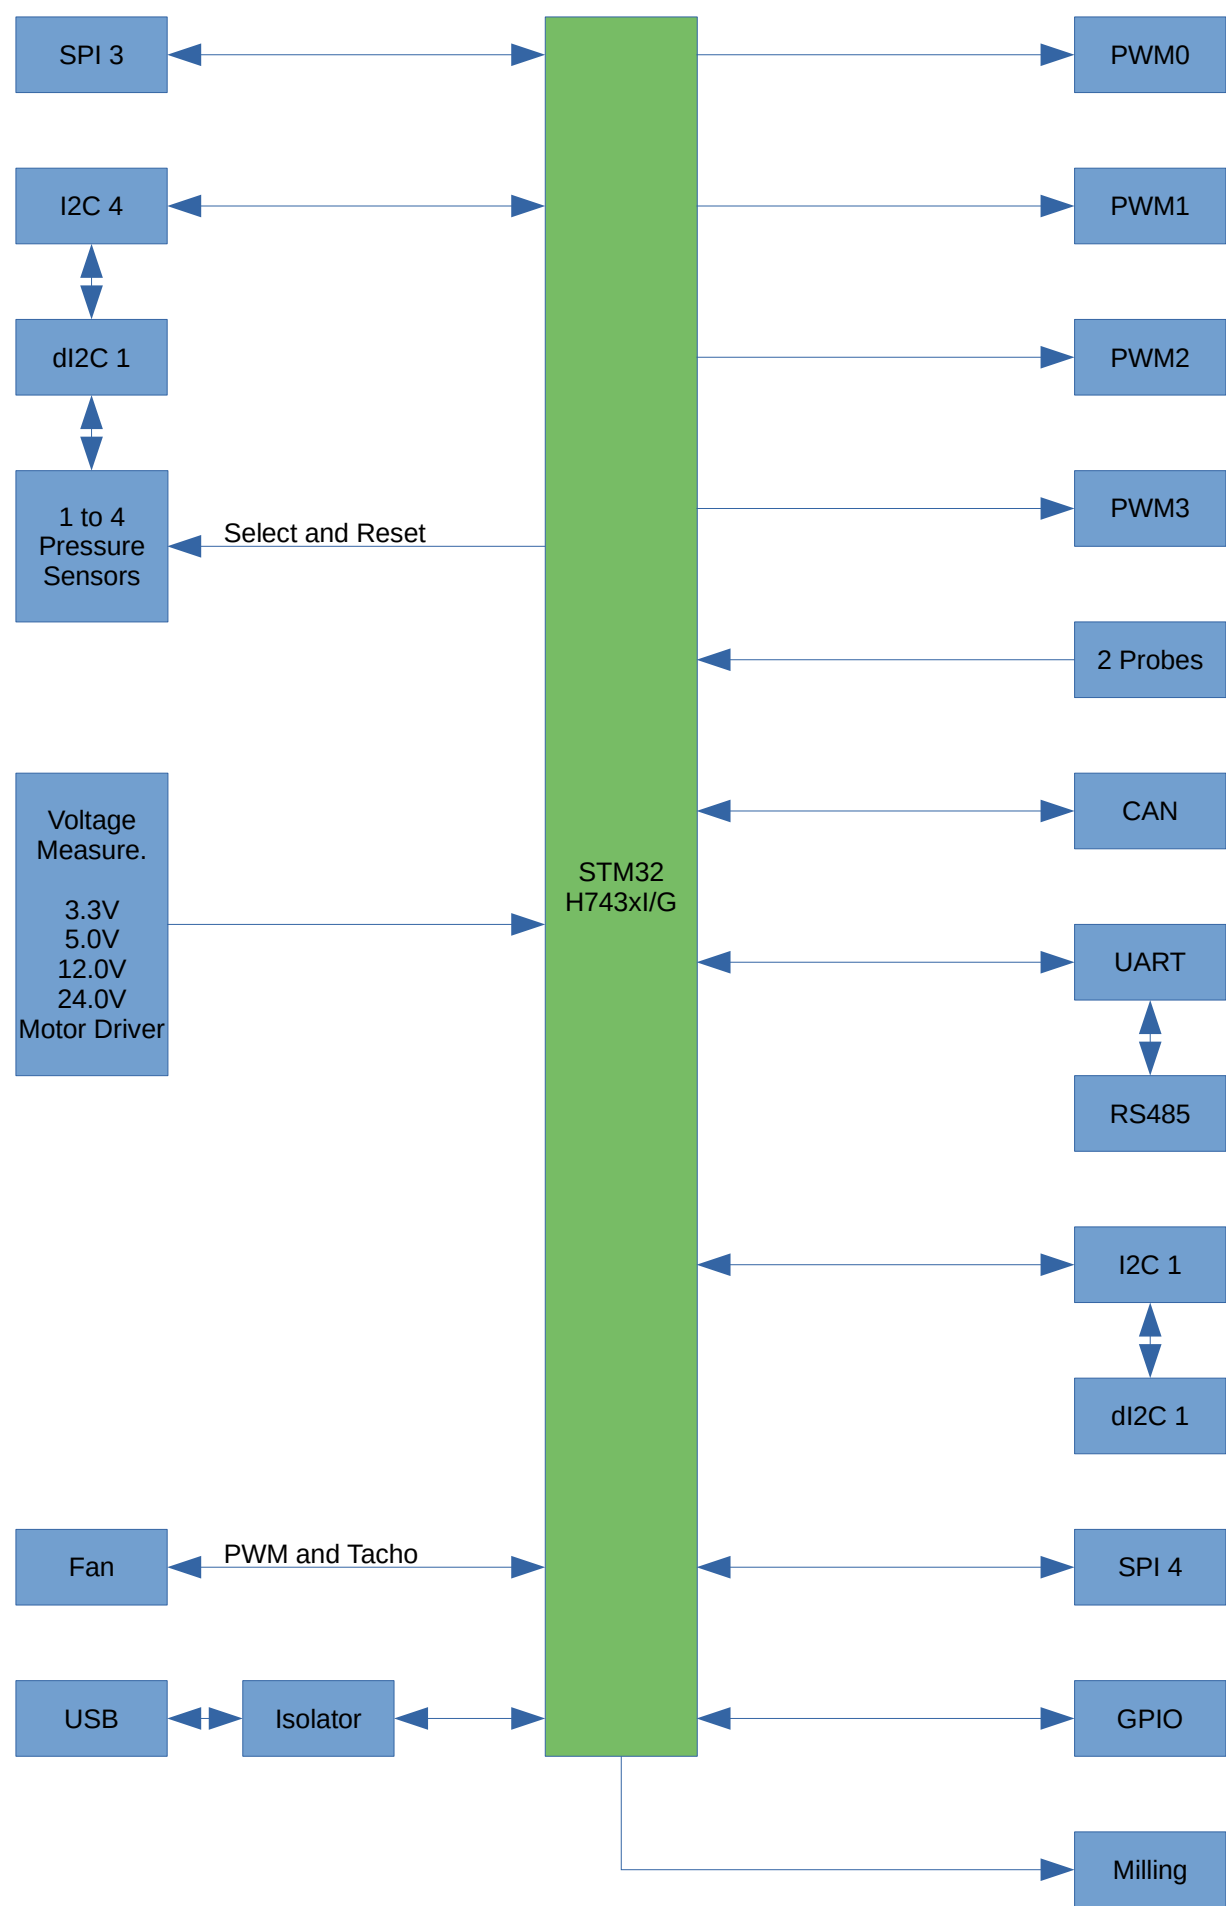 SPI 3
PWM0
I2C 4
PWM1
dI2C 1
PWM2
1 to 4
Pressure
Sensors
Select and Reset
PWM3
2 Probes
Voltage
Measure.
3.3V
5.0V
12.0V
24.0V
Motor Driver
STM32
H743xI/G
CAN
UART
RS485
I2C 1
dI2C 1
Fan
PWM and Tacho
SPI 4
USB
Isolator
GPIO
Milling